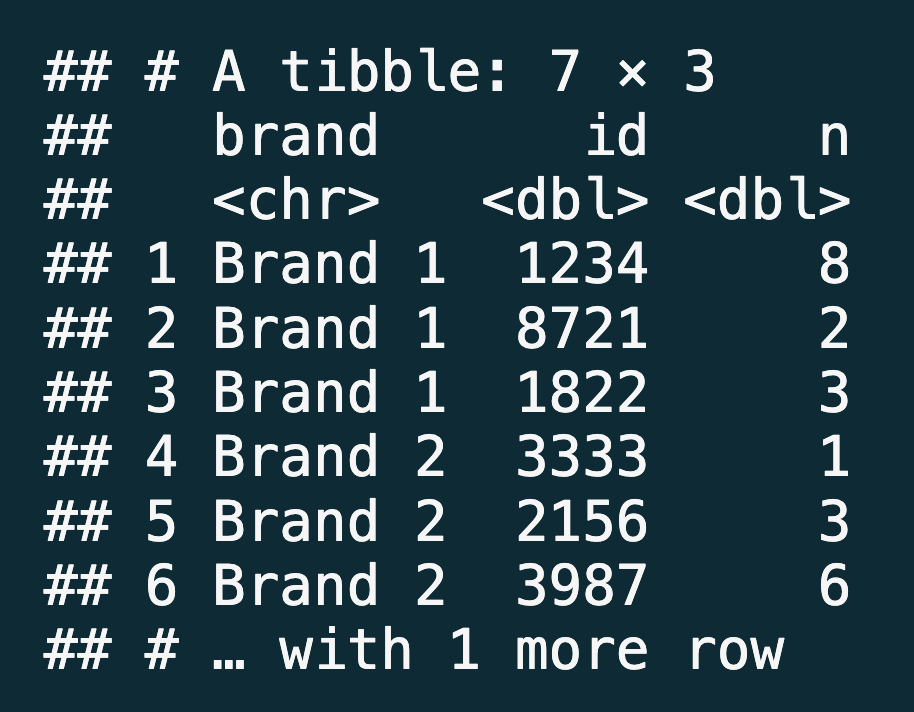 ## # A tibble: 7 × 3
##   brand      id     n
##   <chr>   <dbl> <dbl>
## 1 Brand 1  1234     8
## 2 Brand 1  8721     2
## 3 Brand 1  1822     3
## 4 Brand 2  3333     1
## 5 Brand 2  2156     3
## 6 Brand 2  3987     6
## # … with 1 more row